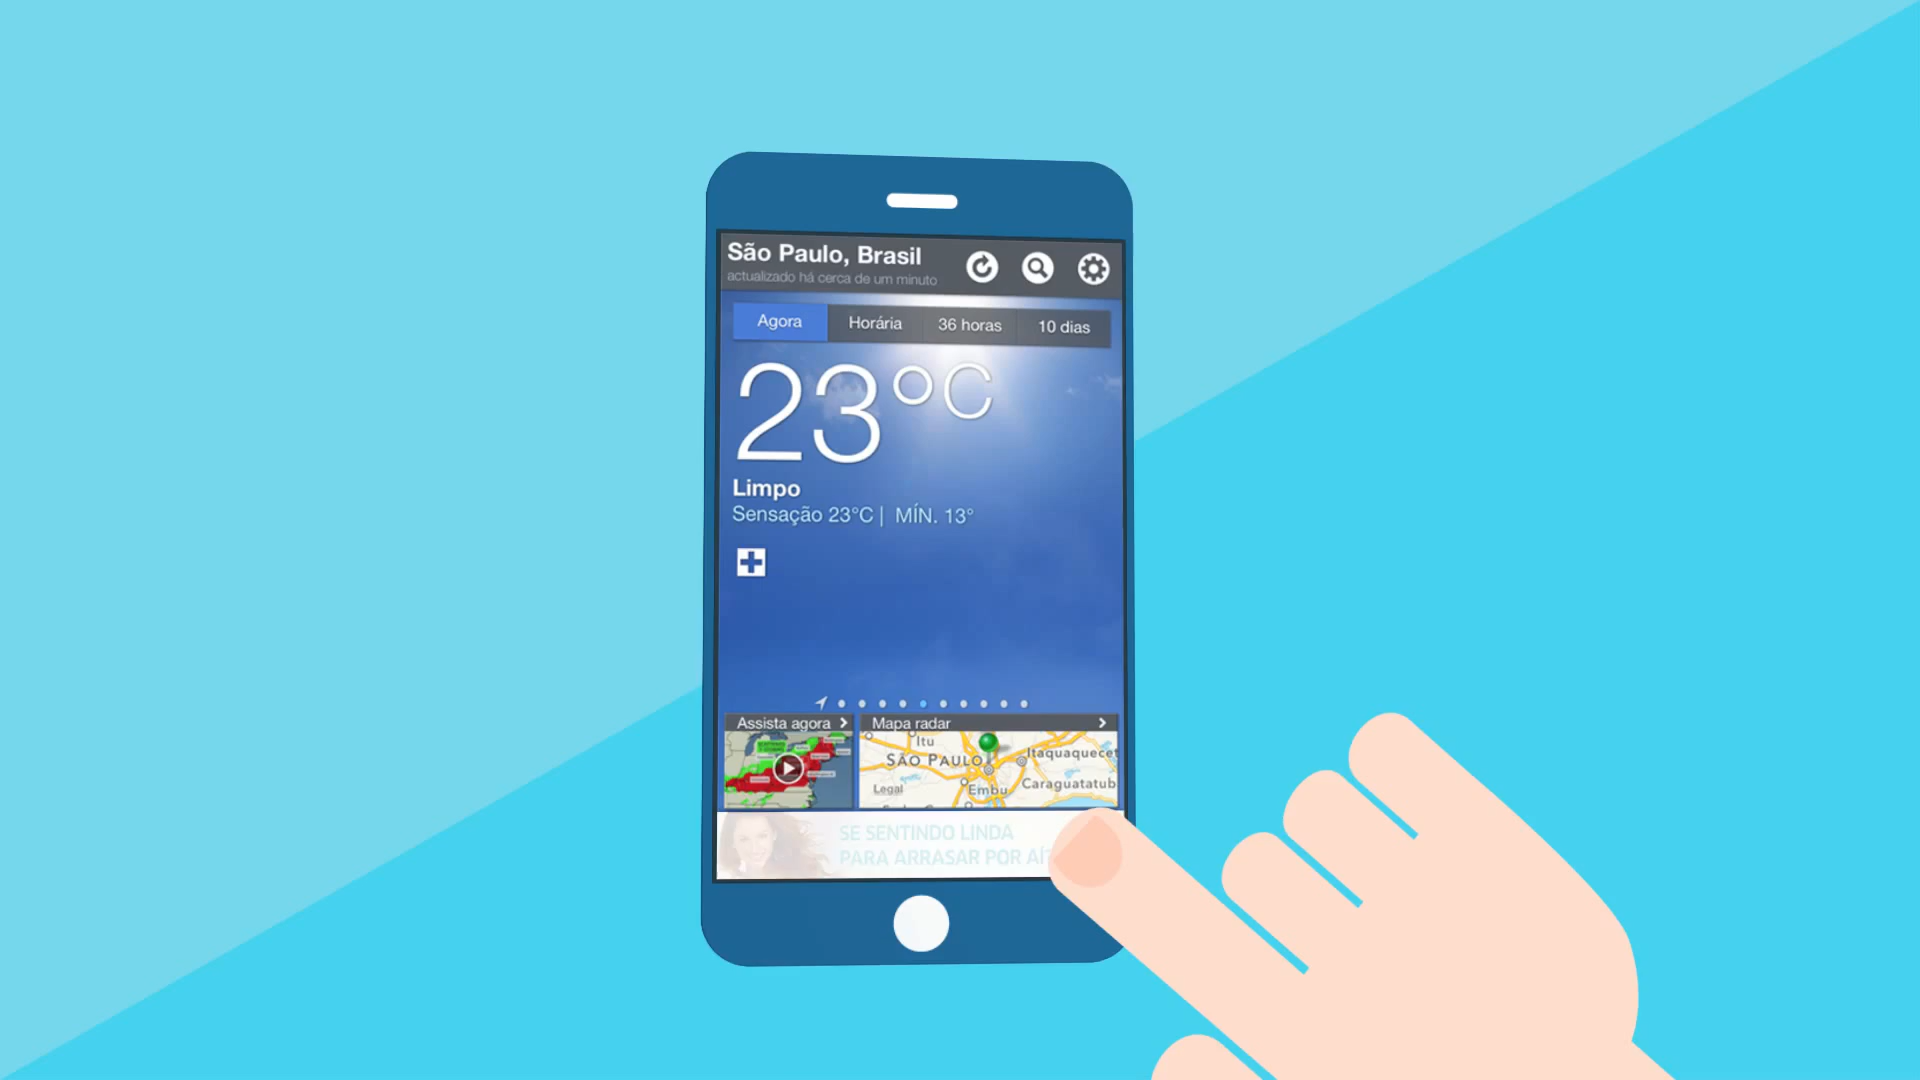 São Paulo, Brasil
actualizado há cerca de um minuto
Agora Horária 36 horas 10 dias
23°C
Limpo
Sensação 23°C | MÍN. 13°
Assista agora
Mapa radar
Itu
SÃO PAULO
Itaquaquecet
Legal
Embu
Caraguatatub
SE SENTINDO LINDA
PARA ARRASAR POR AÍ